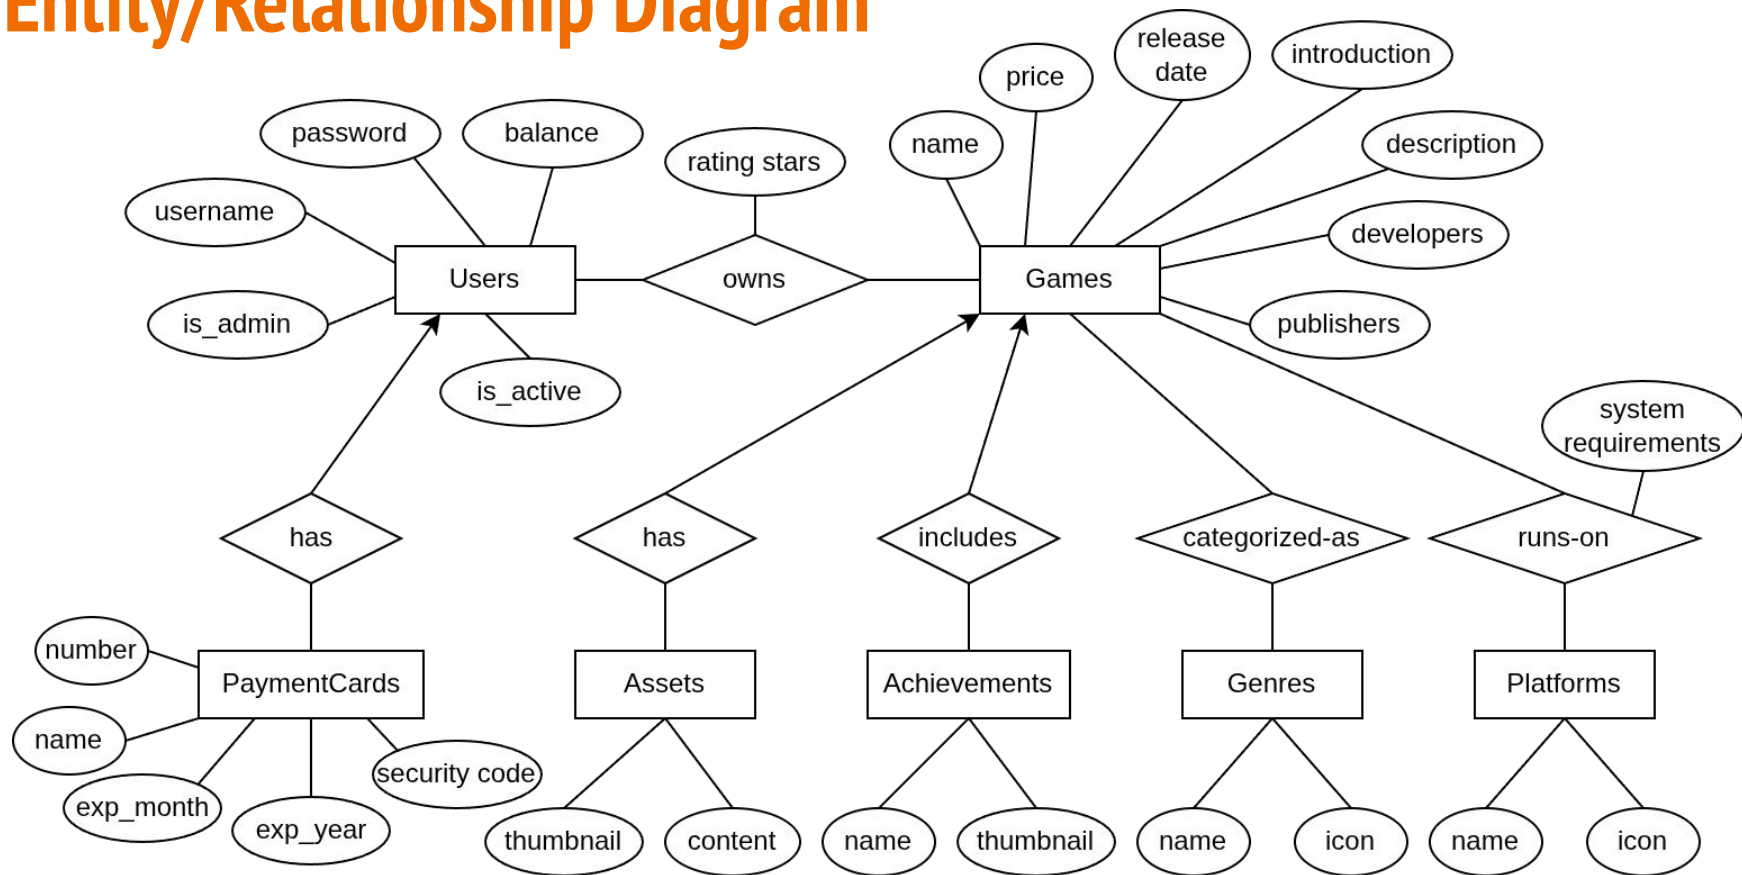 Entity/Relationship Diagram
release
date
introduction
price
password
balance
name
description
rating stars
username
developers
Users
owns
Games
is_admin
publishers
is_active
system
requirements
has
has
includes
categorized-as
runs-on
number
PaymentCards
Assets
Achievements
Genres
Platforms
name
security code
exp_month
exp_year
thumbnail
content
name
thumbnail
name
icon
name
icon